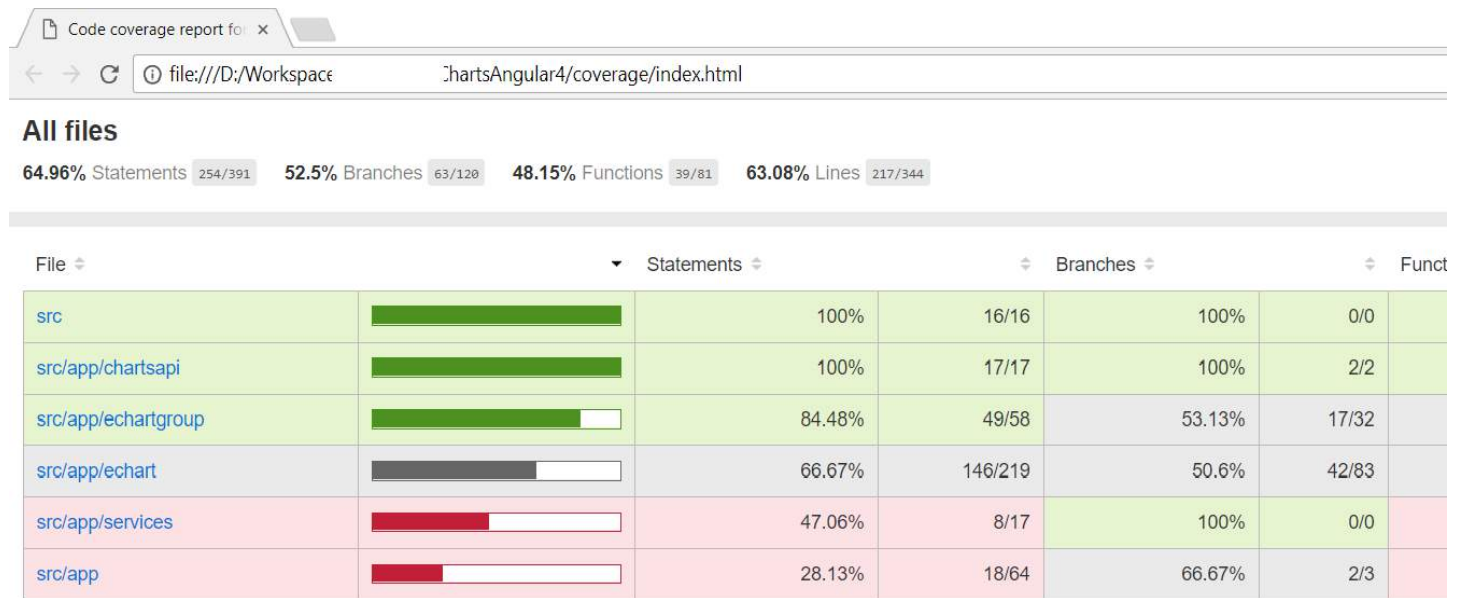 Code coverage report fo
file:///D:/Workspace hartsAngular4/coverage/index.html
All files
64.96% Statements 254/391 52.5% Branches 63/120 48.15% Functions 39/81 63.08% Lines 217/344
File Statements Branches Funct
src 100% 16/16 100% 0/0
src/app/chartsapi 100% 17/17 100% 2/2
src/app/echartgroup 84.48% 49/58 53.13% 17/32
src/app/echart 66.67% 146/219 50.6% 42/83
src/app/services 47.06% 8/17 100% 0/0
src/app 28.13% 18/64 66.67% 2/3